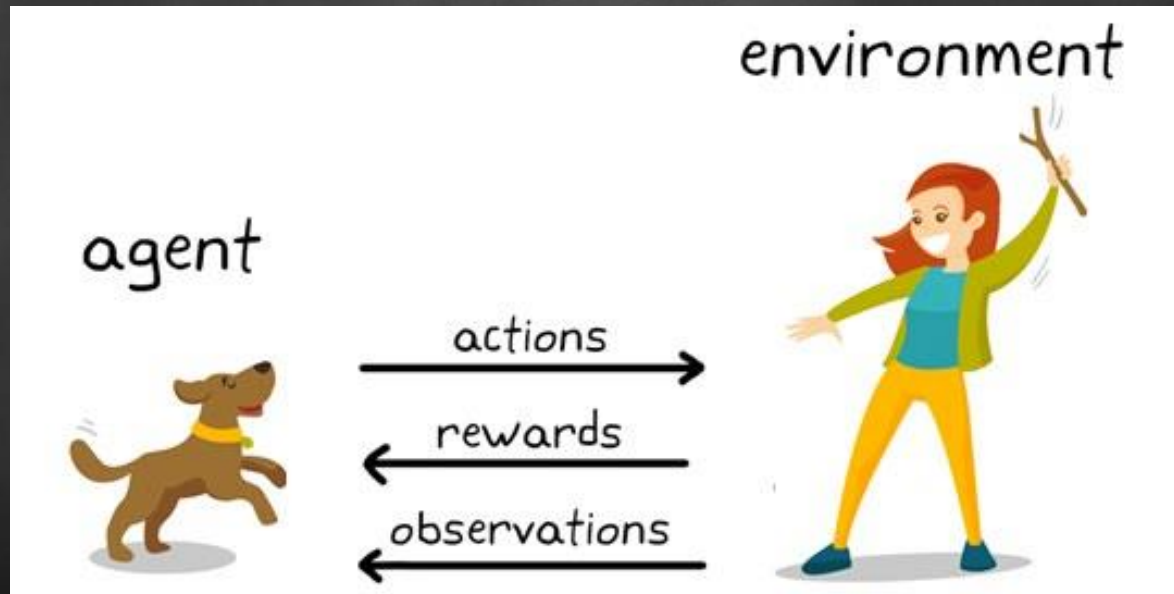 environment
agent
actions
rewards
observations